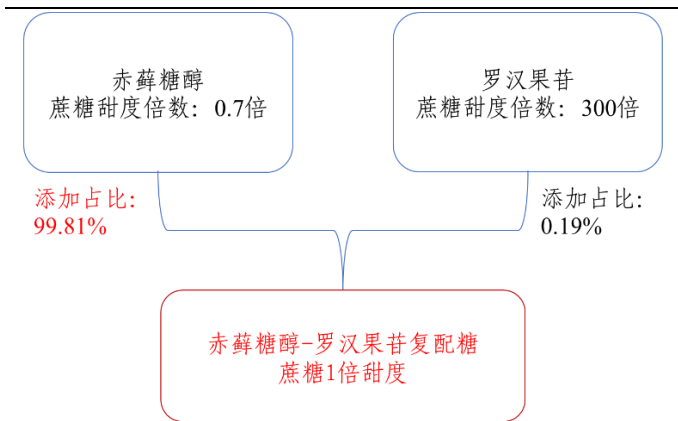 赤藓糖醇
蔗糖甜度倍数：0.7倍
罗汉果苷
蔗糖甜度倍数：300倍
添加占比：
99.81%
添加占比：
0.19%
赤藓糖醇-罗汉果苷复配糖
蔗糖1倍甜度